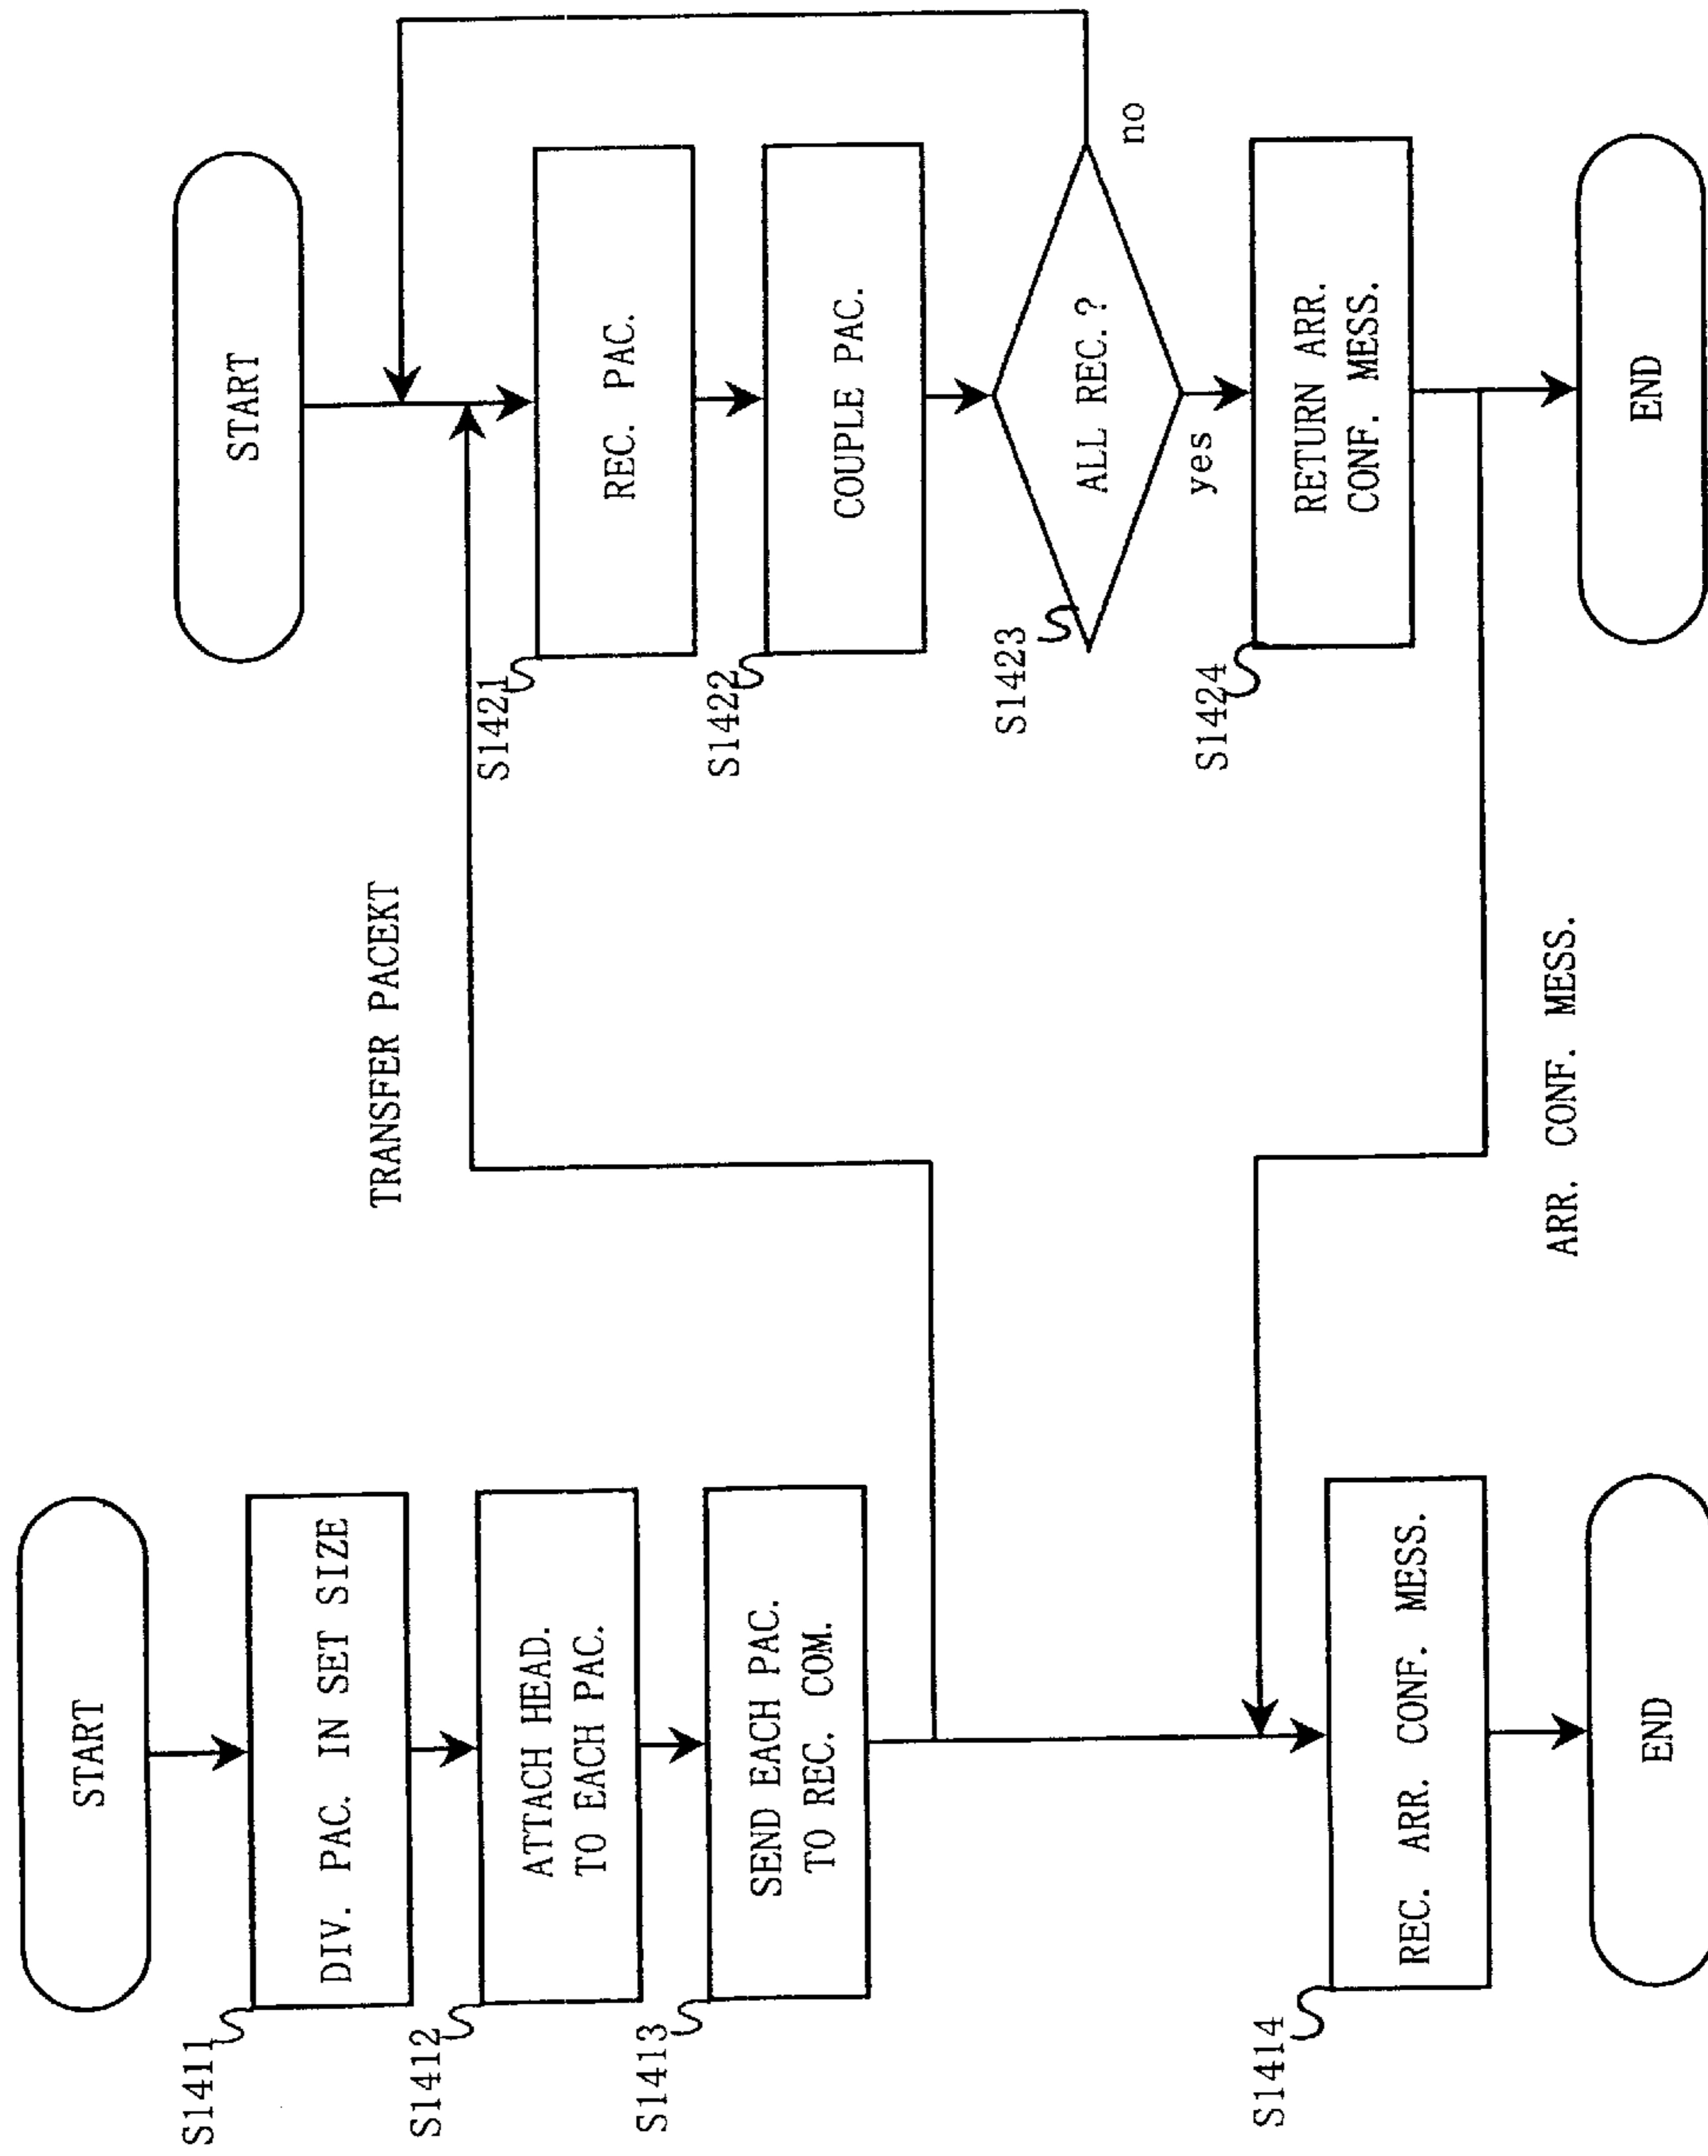 START
S1411
DIV. PAC. IN SET SIZE
S1412
ATTACH HEAD.
TO EACH PAC.
S1413
SEND EACH PAC.
TO REC. COM.
S1414
REC. ARR. CONF. MESS.
END
TRANSFER PACEKT
ARR. CONF. MESS.
START
S1421
REC. PAC.
S1422
COUPLE PAC.
S1423
ALL REC.?
no
yes
S1424
RETURN ARR.
CONF. MESS.
END